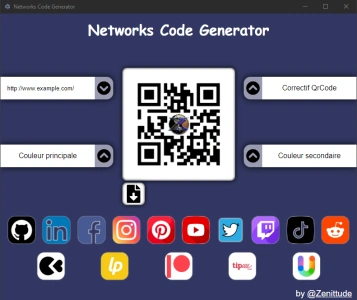 Networks Code Generator
Networks Code Generator
http://www.example.com/
Correctif QrCode
Couleur principale
Couleur secondaire
in
f
lp
tipeee
by @Zenittude